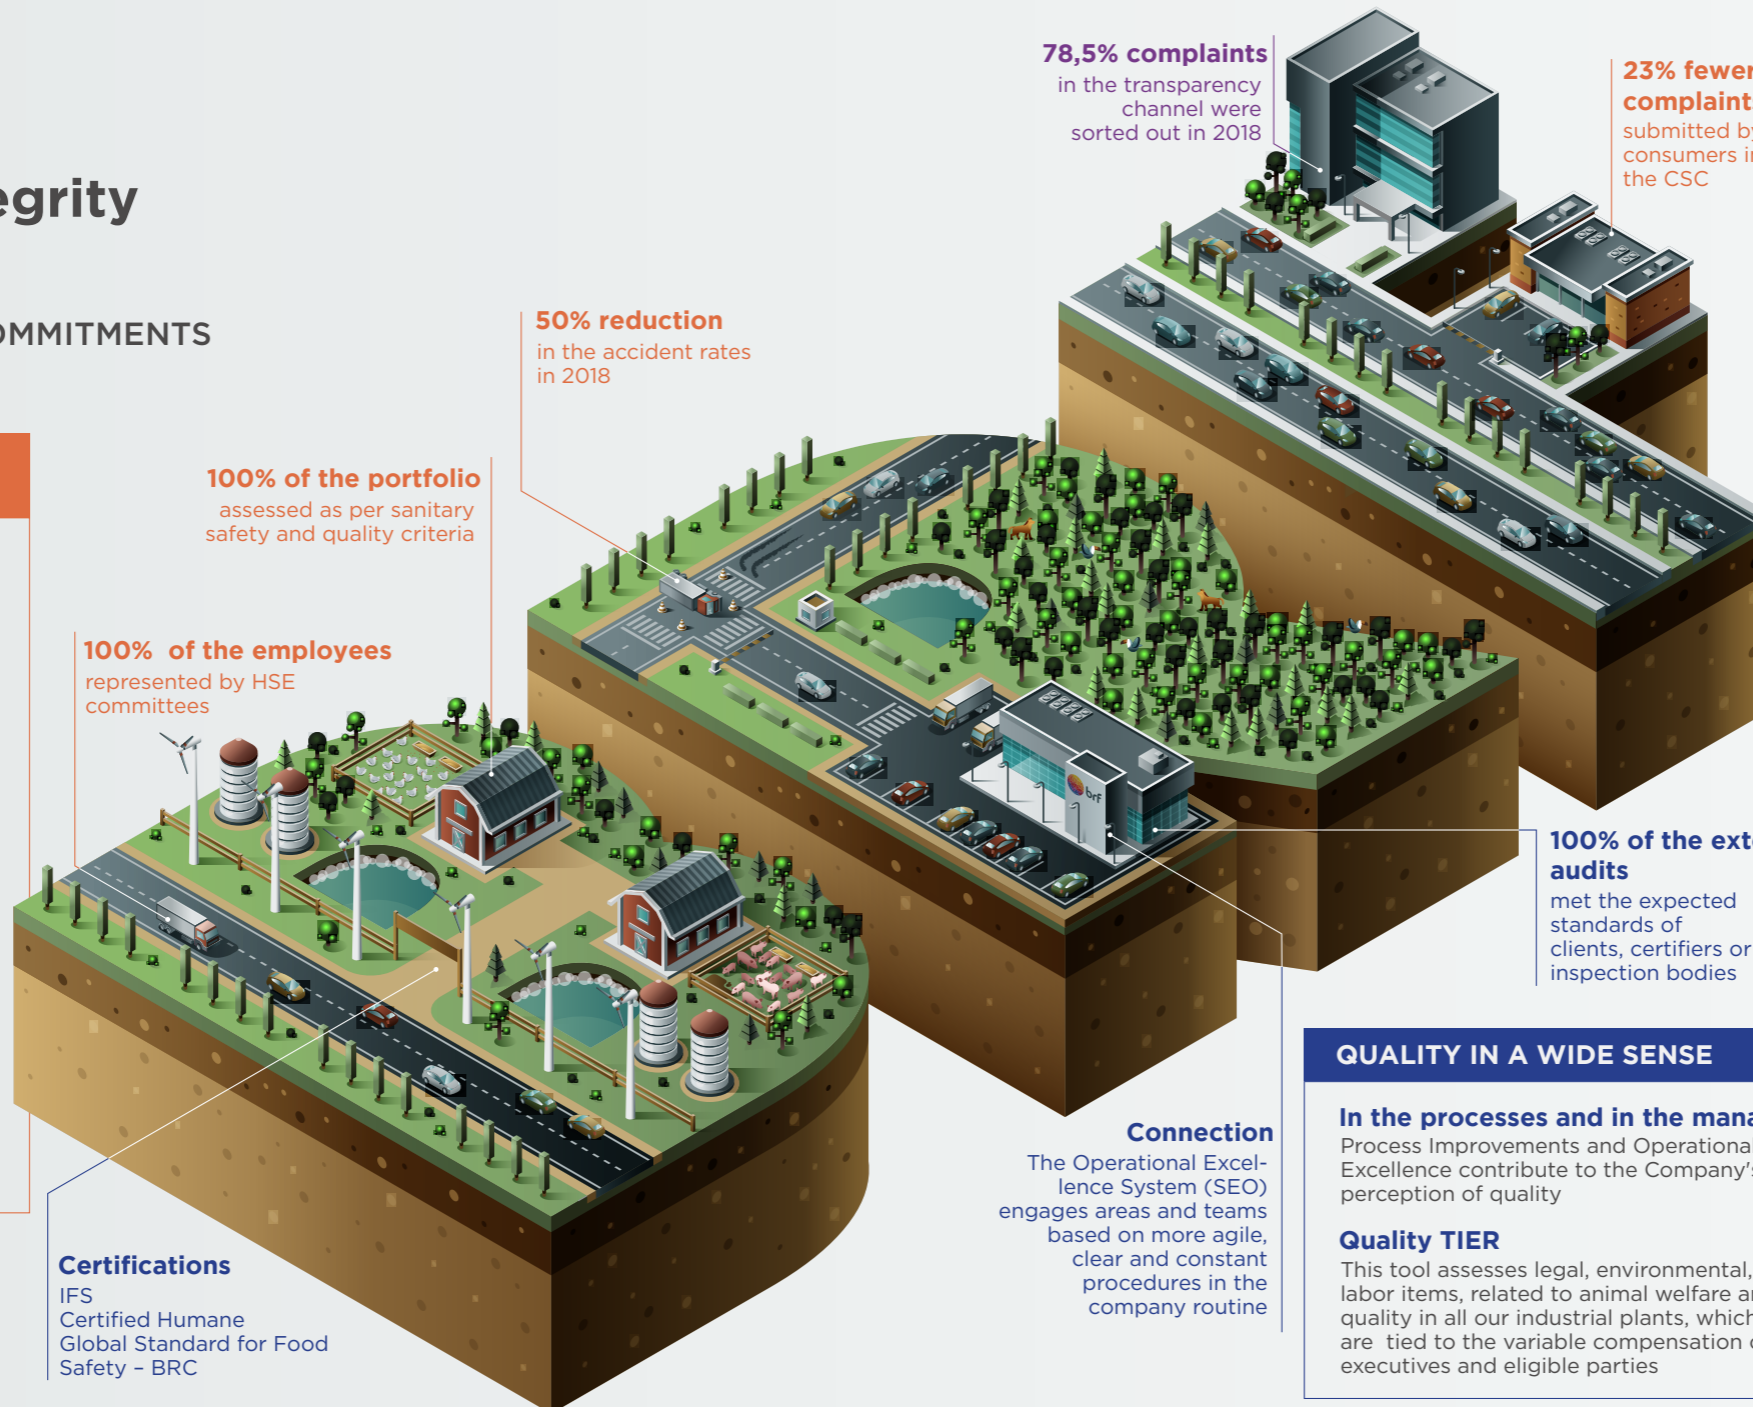 egrity
OMMITMENTS
78,5% complaints
in the transparency
channel were
sorted out in 2018
23% fewer
complaint
submitted by
consumers in
the CSC
50% reduction
in the accident rates
in 2018
100% of the portfolio
assessed as per sanitary
safety and quality criteria
100% of the employees
represented by HSE
committees
brf
100% of the exte
audits
met the expected
standards of
clients, certifiers or
inspection bodies
Connection
The Operational Excel-
lence System (SEO)
engages areas and teams
based on more agile,
clear and constant
procedures in the
company routine
Certifications
IFS
Certified Humane
Global Standard for Food
Safety – BRC
QUALITY IN A WIDE SENSE
In the processes and in the mana
Process Improvements and Operational
Excellence contribute to the Company's
perception of quality
Quality TIER
This tool assesses legal, environmental,
labor items, related to animal welfare an
quality in all our industrial plants, which
are tied to the variable compensation o
executives and eligible parties